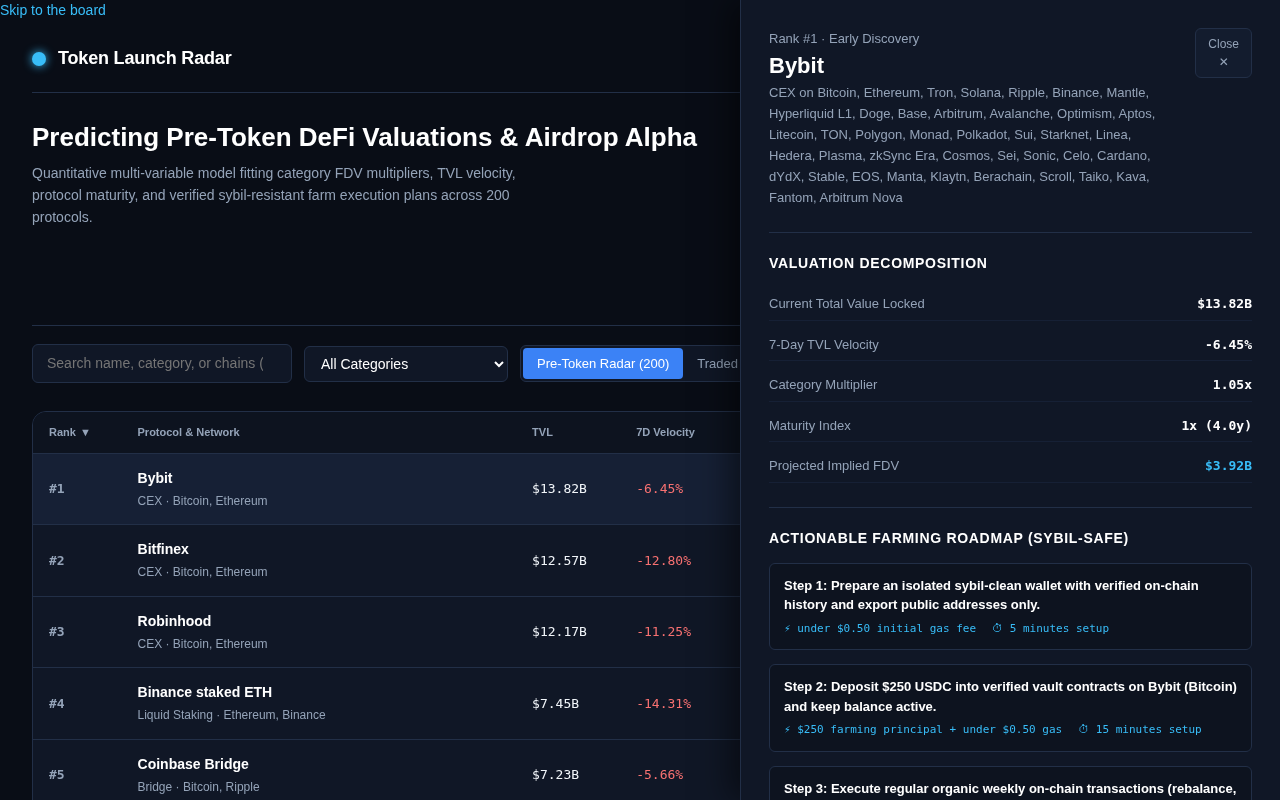 Skip to the board
Token Launch Radar
Predicting Pre-Token DeFi Valuations & Airdrop Alpha
Quantitative multi-variable model fitting category FDV multipliers, TVL velocity,
protocol maturity, and verified sybil-resistant farm execution plans across 200
protocols.
Search name, category, or chains (
All Categories
Pre-Token Radar (200)
Traded
Rank ▼ Protocol & Network TVL 7D Velocity
#1 Bybit $13.82B -6.45%
CEX · Bitcoin, Ethereum
#2 Bitfinex $12.57B -12.80%
CEX · Bitcoin, Ethereum
#3 Robinhood $12.17B -11.25%
CEX · Bitcoin, Ethereum
#4 Binance staked ETH $7.45B -14.31%
Liquid Staking · Ethereum, Binance
#5 Coinbase Bridge $7.23B -5.66%
Bridge · Bitcoin, Ripple
Rank #1 · Early Discovery
Close
✕
Bybit
CEX on Bitcoin, Ethereum, Tron, Solana, Ripple, Binance, Mantle,
Hyperliquid L1, Doge, Base, Arbitrum, Avalanche, Optimism, Aptos,
Litecoin, TON, Polygon, Monad, Polkadot, Sui, Starknet, Linea,
Hedera, Plasma, zkSync Era, Cosmos, Sei, Sonic, Celo, Cardano,
dYdX, Stable, EOS, Manta, Klaytn, Berachain, Scroll, Taiko, Kava,
Fantom, Arbitrum Nova
VALUATION DECOMPOSITION
Current Total Value Locked $13.82B
7-Day TVL Velocity -6.45%
Category Multiplier 1.05x
Maturity Index 1x (4.0y)
Projected Implied FDV $3.92B
ACTIONABLE FARMING ROADMAP (SYBIL-SAFE)
Step 1: Prepare an isolated sybil-clean wallet with verified on-chain
history and export public addresses only.
⚡ under $0.50 initial gas fee ⏱ 5 minutes setup
Step 2: Deposit $250 USDC into verified vault contracts on Bybit (Bitcoin)
and keep balance active.
⚡ $250 farming principal + under $0.50 gas ⏱ 15 minutes setup
Step 3: Execute regular organic weekly on-chain transactions (rebalance,